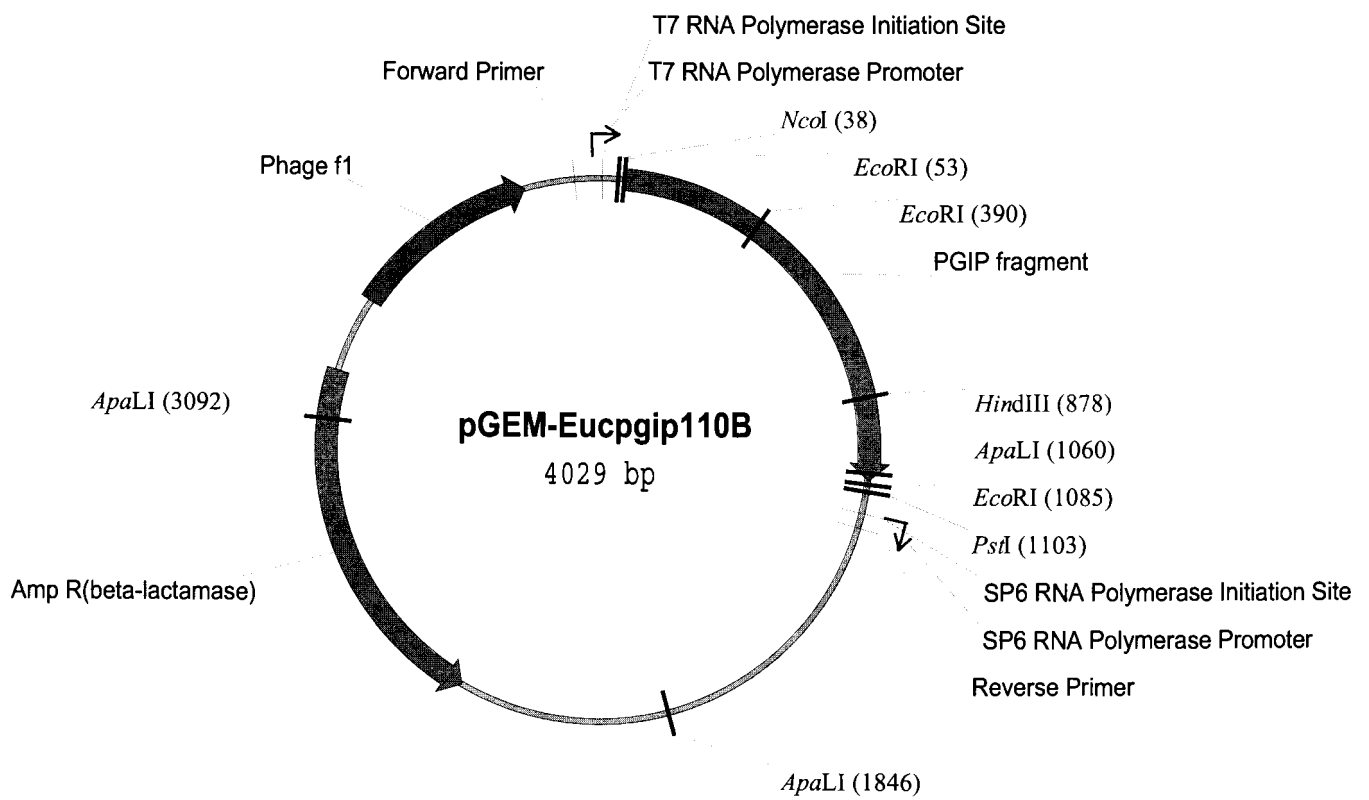 T7 RNA Polymerase Initiation Site
T7 RNA Polymerase Promoter
Forward Primer
NcoI (38)
Phage f1
EcoRI (53)
EcoRI (390)
PGIP fragment
ApaLI (3092)
HindIII (878)
pGEM-Eucpgip110B
ApaLI (1060)
4029 bp
EcoRI (1085)
PstI (1103)
Amp R(beta-lactamase)
SP6 RNA Polymerase Initiation Site
SP6 RNA Polymerase Promoter
Reverse Primer
ApaLI (1846)